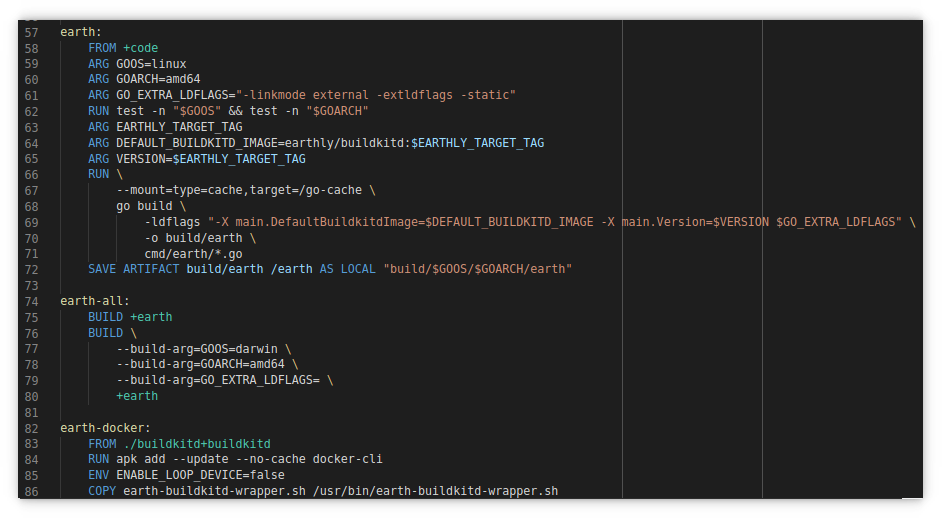 57 earth:
58     FROM +code
59     ARG GOOS=linux
60     ARG GOARCH=amd64
61     ARG GO_EXTRA_LDFLAGS="-linkmode external -extldflags -static"
62     RUN test -n "$GOOS" && test -n "$GOARCH"
63     ARG EARTHLY_TARGET_TAG
64     ARG DEFAULT_BUILDKITD_IMAGE=earthly/buildkitd:$EARTHLY_TARGET_TAG
65     ARG VERSION=$EARTHLY_TARGET_TAG
66     RUN \
67         --mount=type=cache,target=/go-cache \
68         go build \
69             -ldflags "-X main.DefaultBuildkitdImage=$DEFAULT_BUILDKITD_IMAGE -X main.Version=$VERSION $GO_EXTRA_LDFLAGS" \
70             -o build/earth \
71             cmd/earth/*.go
72     SAVE ARTIFACT build/earth /earth AS LOCAL "build/$GOOS/$GOARCH/earth"
73
74 earth-all:
75     BUILD +earth
76     BUILD \
77         --build-arg=GOOS=darwin \
78         --build-arg=GOARCH=amd64 \
79         --build-arg=GO_EXTRA_LDFLAGS= \
80         +earth
81
82 earth-docker:
83     FROM ./buildkitd+buildkitd
84     RUN apk add --update --no-cache docker-cli
85     ENV ENABLE_LOOP_DEVICE=false
86     COPY earth-buildkitd-wrapper.sh /usr/bin/earth-buildkitd-wrapper.sh